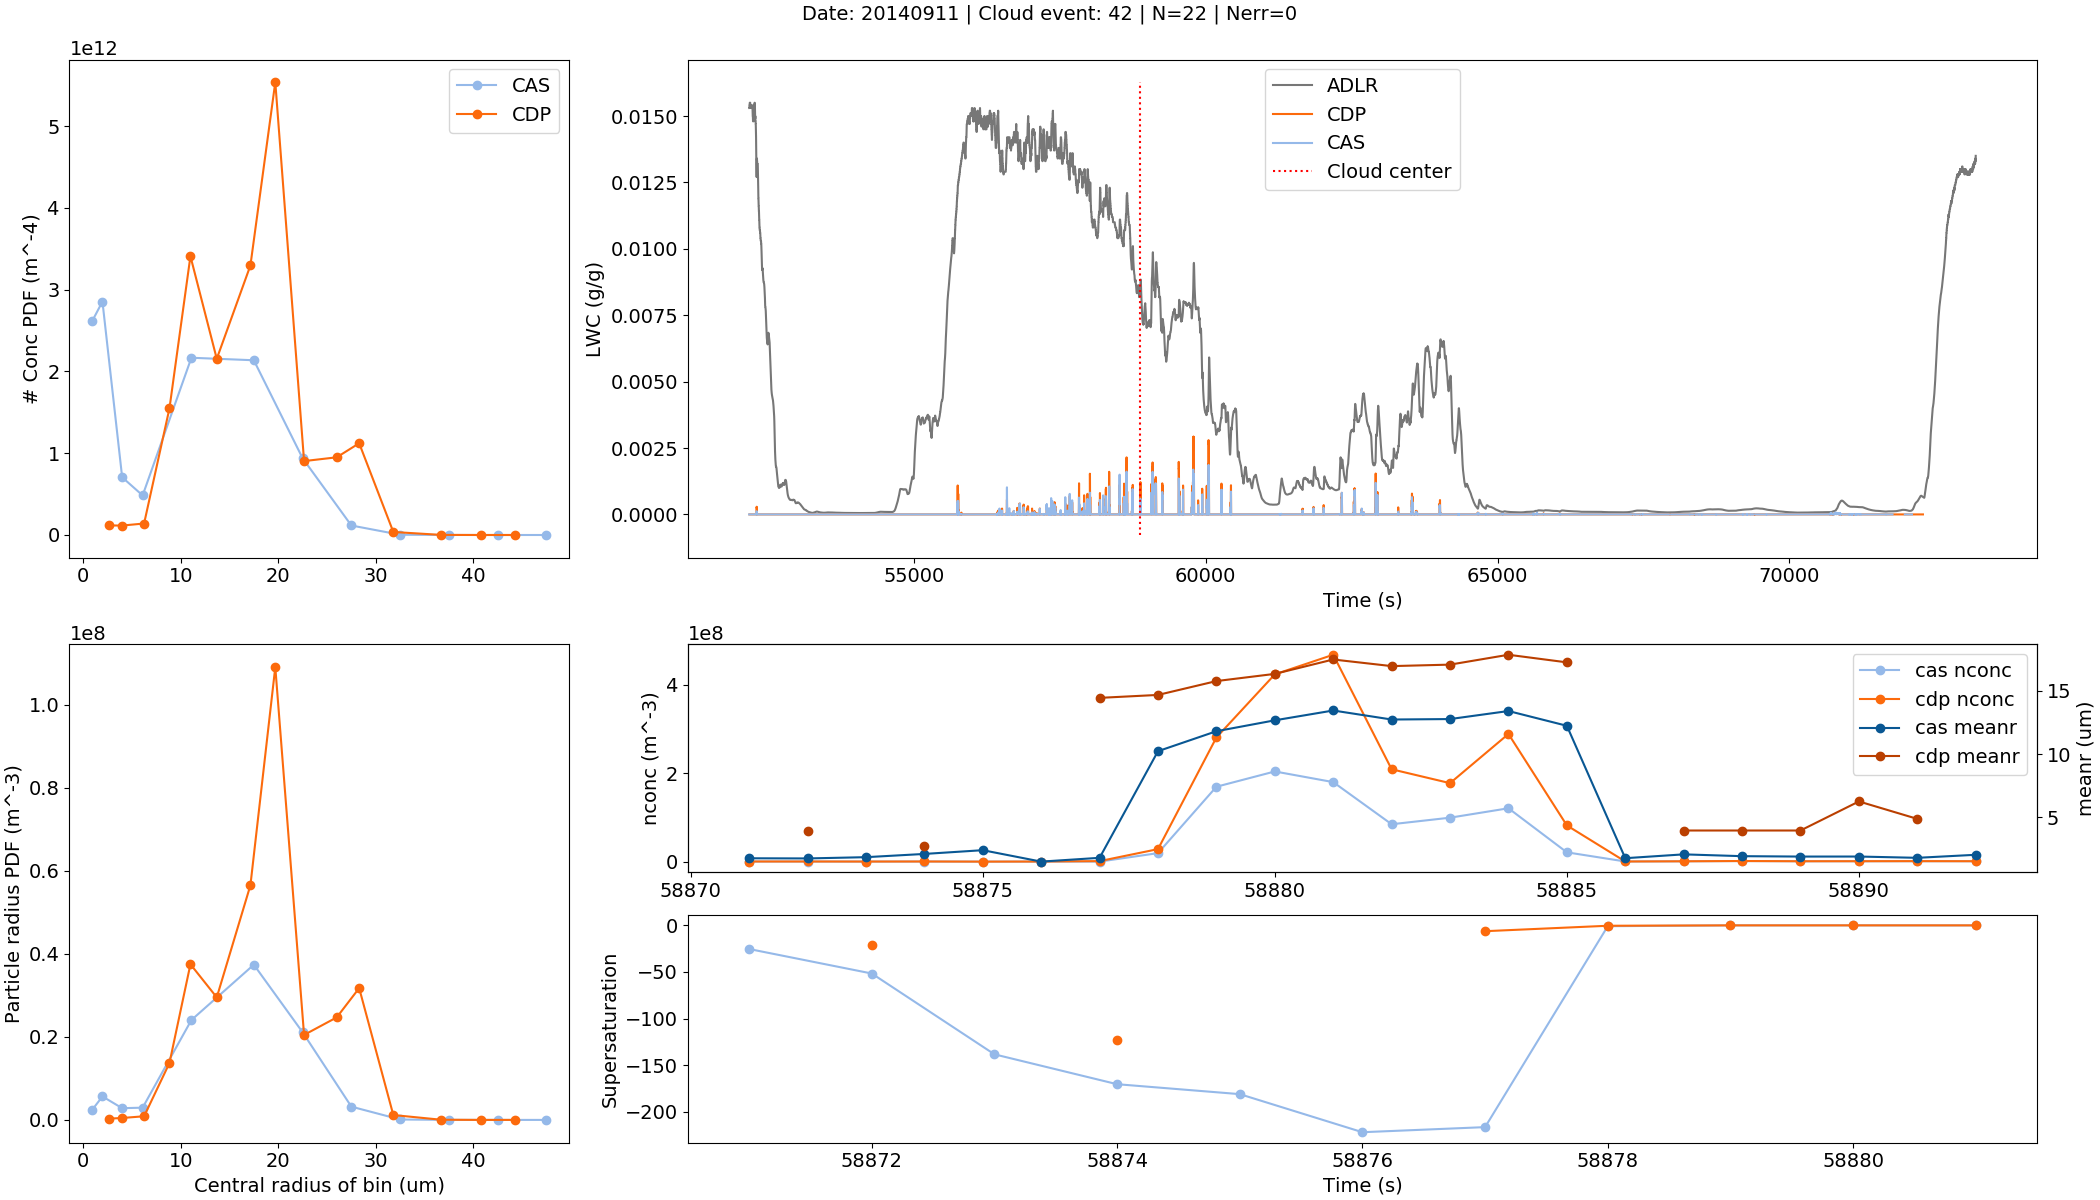 Date: 20140911 | Cloud event: 42 | N=22 | Nerr=0
1e12
# Conc PDF (m^-4)
5
4
3
2
1
0
0 10 20 30 40
CAS
CDP
LWC (g/g)
0.0150
0.0125
0.0100
0.0075
0.0050
0.0025
0.0000
55000 60000 65000 70000
Time (s)
ADLR
CDP
CAS
Cloud center
1e8
Particle radius PDF (m^-3)
1.0
0.8
0.6
0.4
0.2
0.0
0 10 20 30 40
Central radius of bin (um)
1e8
nconc (m^-3)
4
2
0
58870 58875 58880 58885 58890
15
10
5
meanr (um)
cas nconc
cdp nconc
cas meanr
cdp meanr
Supersaturation
0
−50
−100
−150
−200
58872 58874 58876 58878 58880
Time (s)